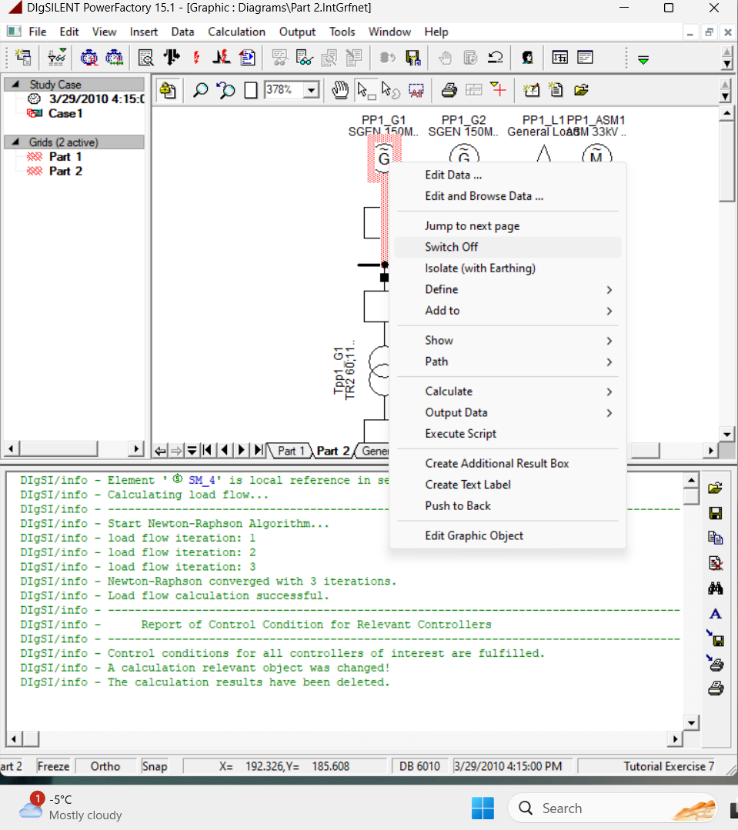 DIgSILENT PowerFactory 15.1 - [Graphic : Diagrams\Part 2.IntGrfnet]
File Edit View Insert Data Calculation Output Tools Window Help
378%
Study Case
3/29/2010 4:15:0
Case1
Grids (2 active)
Part 1
Part 2
PP1_G1 PP1_G2 PP1_L1 PP1_ASM1
SGEN 150M.. SGEN 150M.. General Load ASM 33kV ..
G G M
Tpp1_G1
TR2 60;11..
Edit Data ...
Edit and Browse Data ...
Jump to next page
Switch Off
Isolate (with Earthing)
Define
Add to
Show
Path
Calculate
Output Data
Execute Script
Create Additional Result Box
Create Text Label
Push to Back
Edit Graphic Object
Part 1 Part 2 Gener
DIgSI/info - Element ' SM_4' is local reference in se
DIgSI/info - Calculating load flow...
DIgSI/info - ------------------------------------------------
DIgSI/info - Start Newton-Raphson Algorithm...
DIgSI/info - load flow iteration: 1
DIgSI/info - load flow iteration: 2
DIgSI/info - load flow iteration: 3
DIgSI/info - Newton-Raphson converged with 3 iterations.
DIgSI/info - Load flow calculation successful.
DIgSI/info - ------------------------------------------------
DIgSI/info - Report of Control Condition for Relevant Controllers
DIgSI/info - ------------------------------------------------
DIgSI/info - Control conditions for all controllers of interest are fulfilled.
DIgSI/info - A calculation relevant object was changed!
DIgSI/info - The calculation results have been deleted.
A
art 2 Freeze Ortho Snap X= 192.326,Y= 185.608 DB 6010 3/29/2010 4:15:00 PM Tutorial Exercise 7
1
-5°C
Mostly cloudy
Search